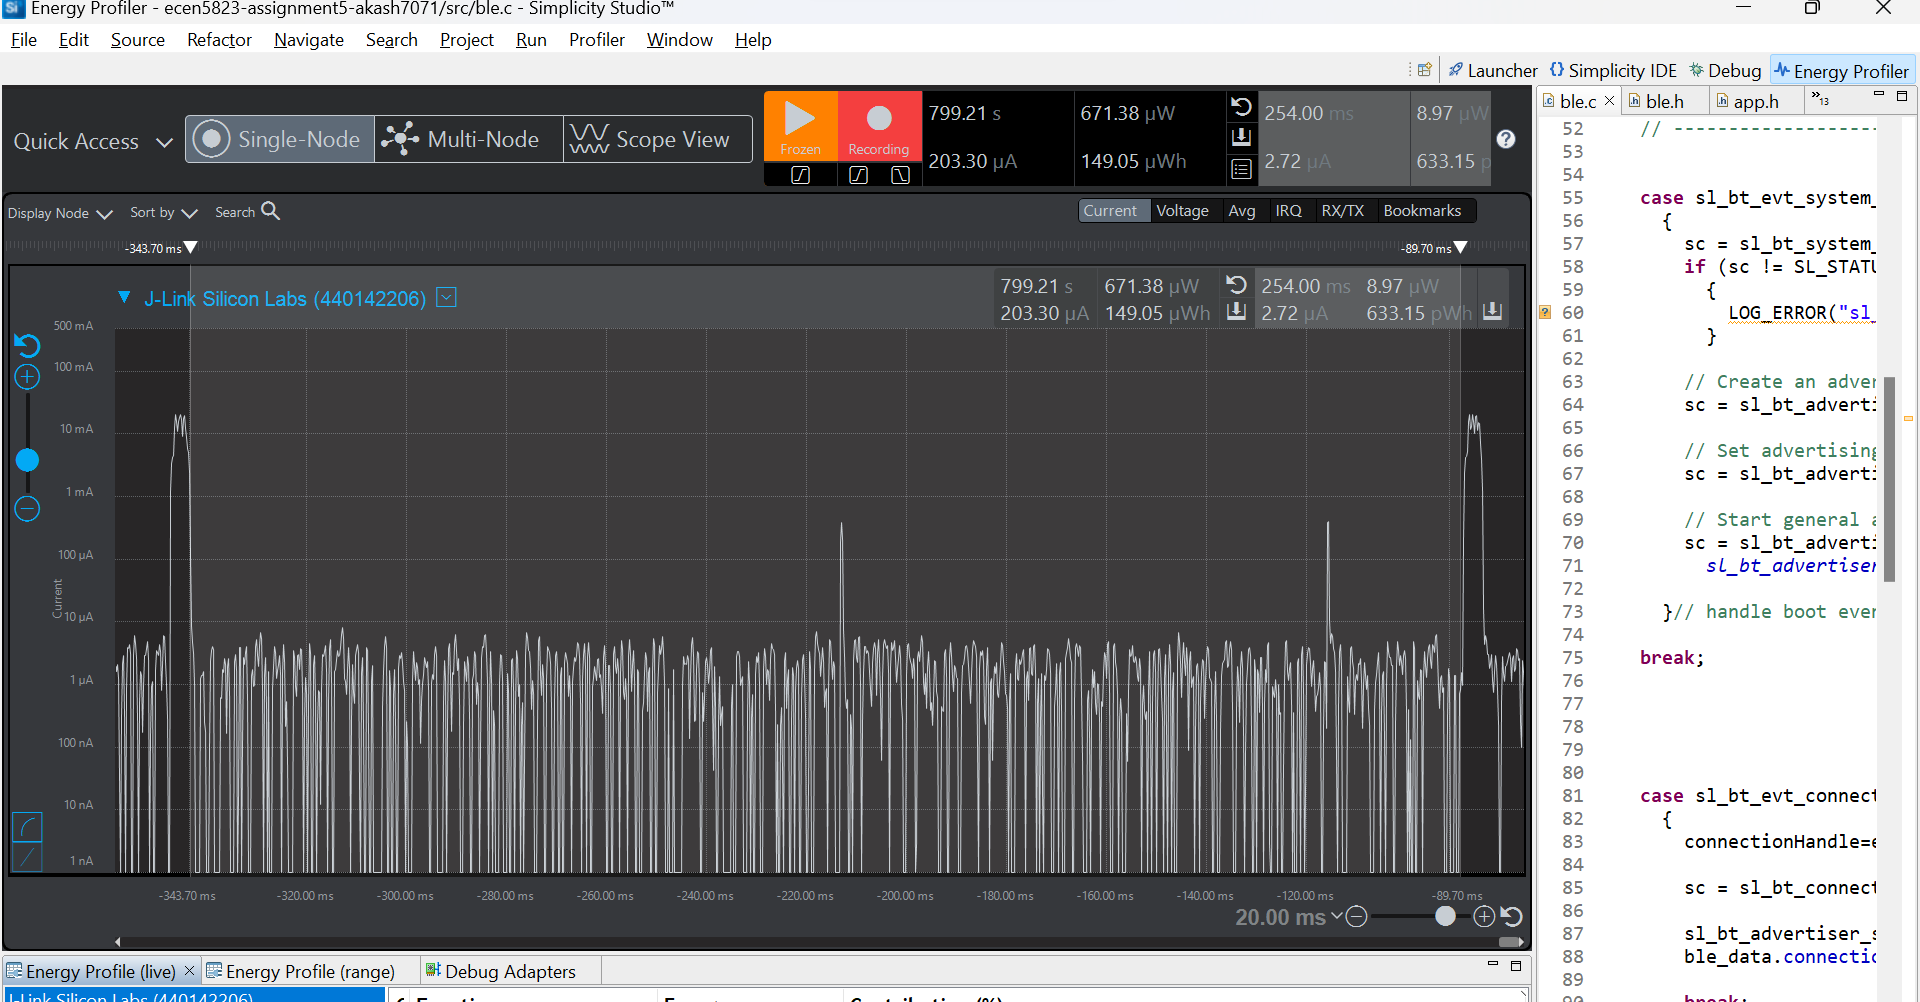 Energy Profiler - ecen5823-assignment5-akash7071/src/ble.c - Simplicity Studio™
File Edit Source Refactor Navigate Search Project Run Profiler Window Help
Launcher Simplicity IDE Debug Energy Profiler
Quick Access Single-Node Multi-Node Scope View
Frozen Recording
799.21 s 671.38 µW 254.00 ms 8.97 µW
203.30 µA 149.05 µWh 2.72 µA 633.15 p
Display Node Sort by Search
Current Voltage Avg IRQ RX/TX Bookmarks
-343.70 ms -89.70 ms
J-Link Silicon Labs (440142206)
799.21 s 671.38 µW 254.00 ms 8.97 µW
203.30 µA 149.05 µWh 2.72 µA 633.15 pWh
500 mA
100 mA
10 mA
1 mA
100 µA
10 µA
1 µA
100 nA
10 nA
1 nA
Current
-343.70 ms -320.00 ms -300.00 ms -280.00 ms -260.00 ms -240.00 ms -220.00 ms -200.00 ms -180.00 ms -160.00 ms -140.00 ms -120.00 ms -89.70 ms
20.00 ms
Energy Profile (live) Energy Profile (range) Debug Adapters
J-Link Silicon Labs (440142206)
ble.c ble.h app.h »13
52 // -------------------
53
54
55 case sl_bt_evt_system_
56 {
57 sc = sl_bt_system_
58 if (sc != SL_STATU
59 {
60 LOG_ERROR("sl_
61 }
62
63 // Create an adver
64 sc = sl_bt_adverti
65
66 // Set advertising
67 sc = sl_bt_adverti
68
69 // Start general a
70 sc = sl_bt_adverti
71 sl_bt_advertiser
72
73 }// handle boot even
74
75 break;
76
77
78
79
80
81 case sl_bt_evt_connect
82 {
83 connectionHandle=e
84
85 sc = sl_bt_connect
86
87 sl_bt_advertiser_s
88 ble_data.connectio
89
90 break;